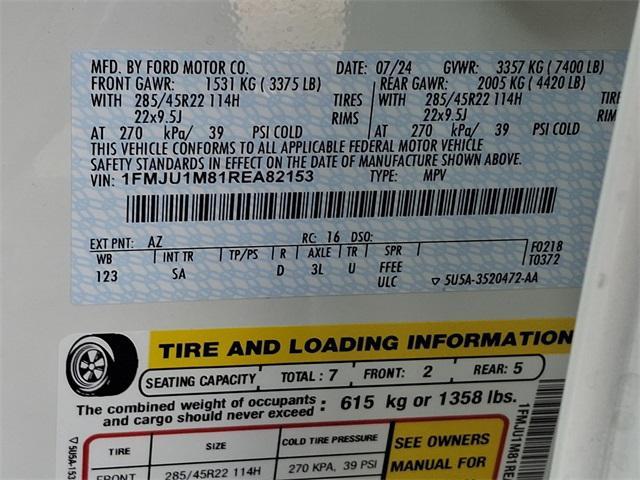 MFD. BY FORD MOTOR CO. DATE: 07/24 GVWR: 3357 KG ( 7400 LB)
FRONT GAWR: 1531 KG ( 3375 LB) REAR GAWR: 2005 KG ( 4420 LB)
WITH 285/45R22 114H TIRES WITH 285/45R22 114H TIRES
22x9.5J RIMS 22x9.5J RIMS
AT 270 kPa/ 39 PSI COLD AT 270 kPa/ 39 PSI COLD
THIS VEHICLE CONFORMS TO ALL APPLICABLE FEDERAL MOTOR VEHICLE
SAFETY STANDARDS IN EFFECT ON THE DATE OF MANUFACTURE SHOWN ABOVE.
VIN: 1FMJU1M81REA82153 TYPE: MPV
EXT PNT: AZ RC: 16 DSO: F0218
WB INT TR TP/PS R AXLE TR SPR T0372
123 SA D 3L U FFEE
ULC ▽ 5U5A-3520472-AA
TIRE AND LOADING INFORMATION
SEATING CAPACITY TOTAL : 7 FRONT: 2 REAR: 5
The combined weight of occupants
and cargo should never exceed : 615 kg or 1358 lbs.
TIRE SIZE COLD TIRE PRESSURE SEE OWNERS
MANUAL FOR
FRONT 285/45R22 114H 270 KPA, 39 PSI
▽ 5U5A-153
1FMJU1M81RE